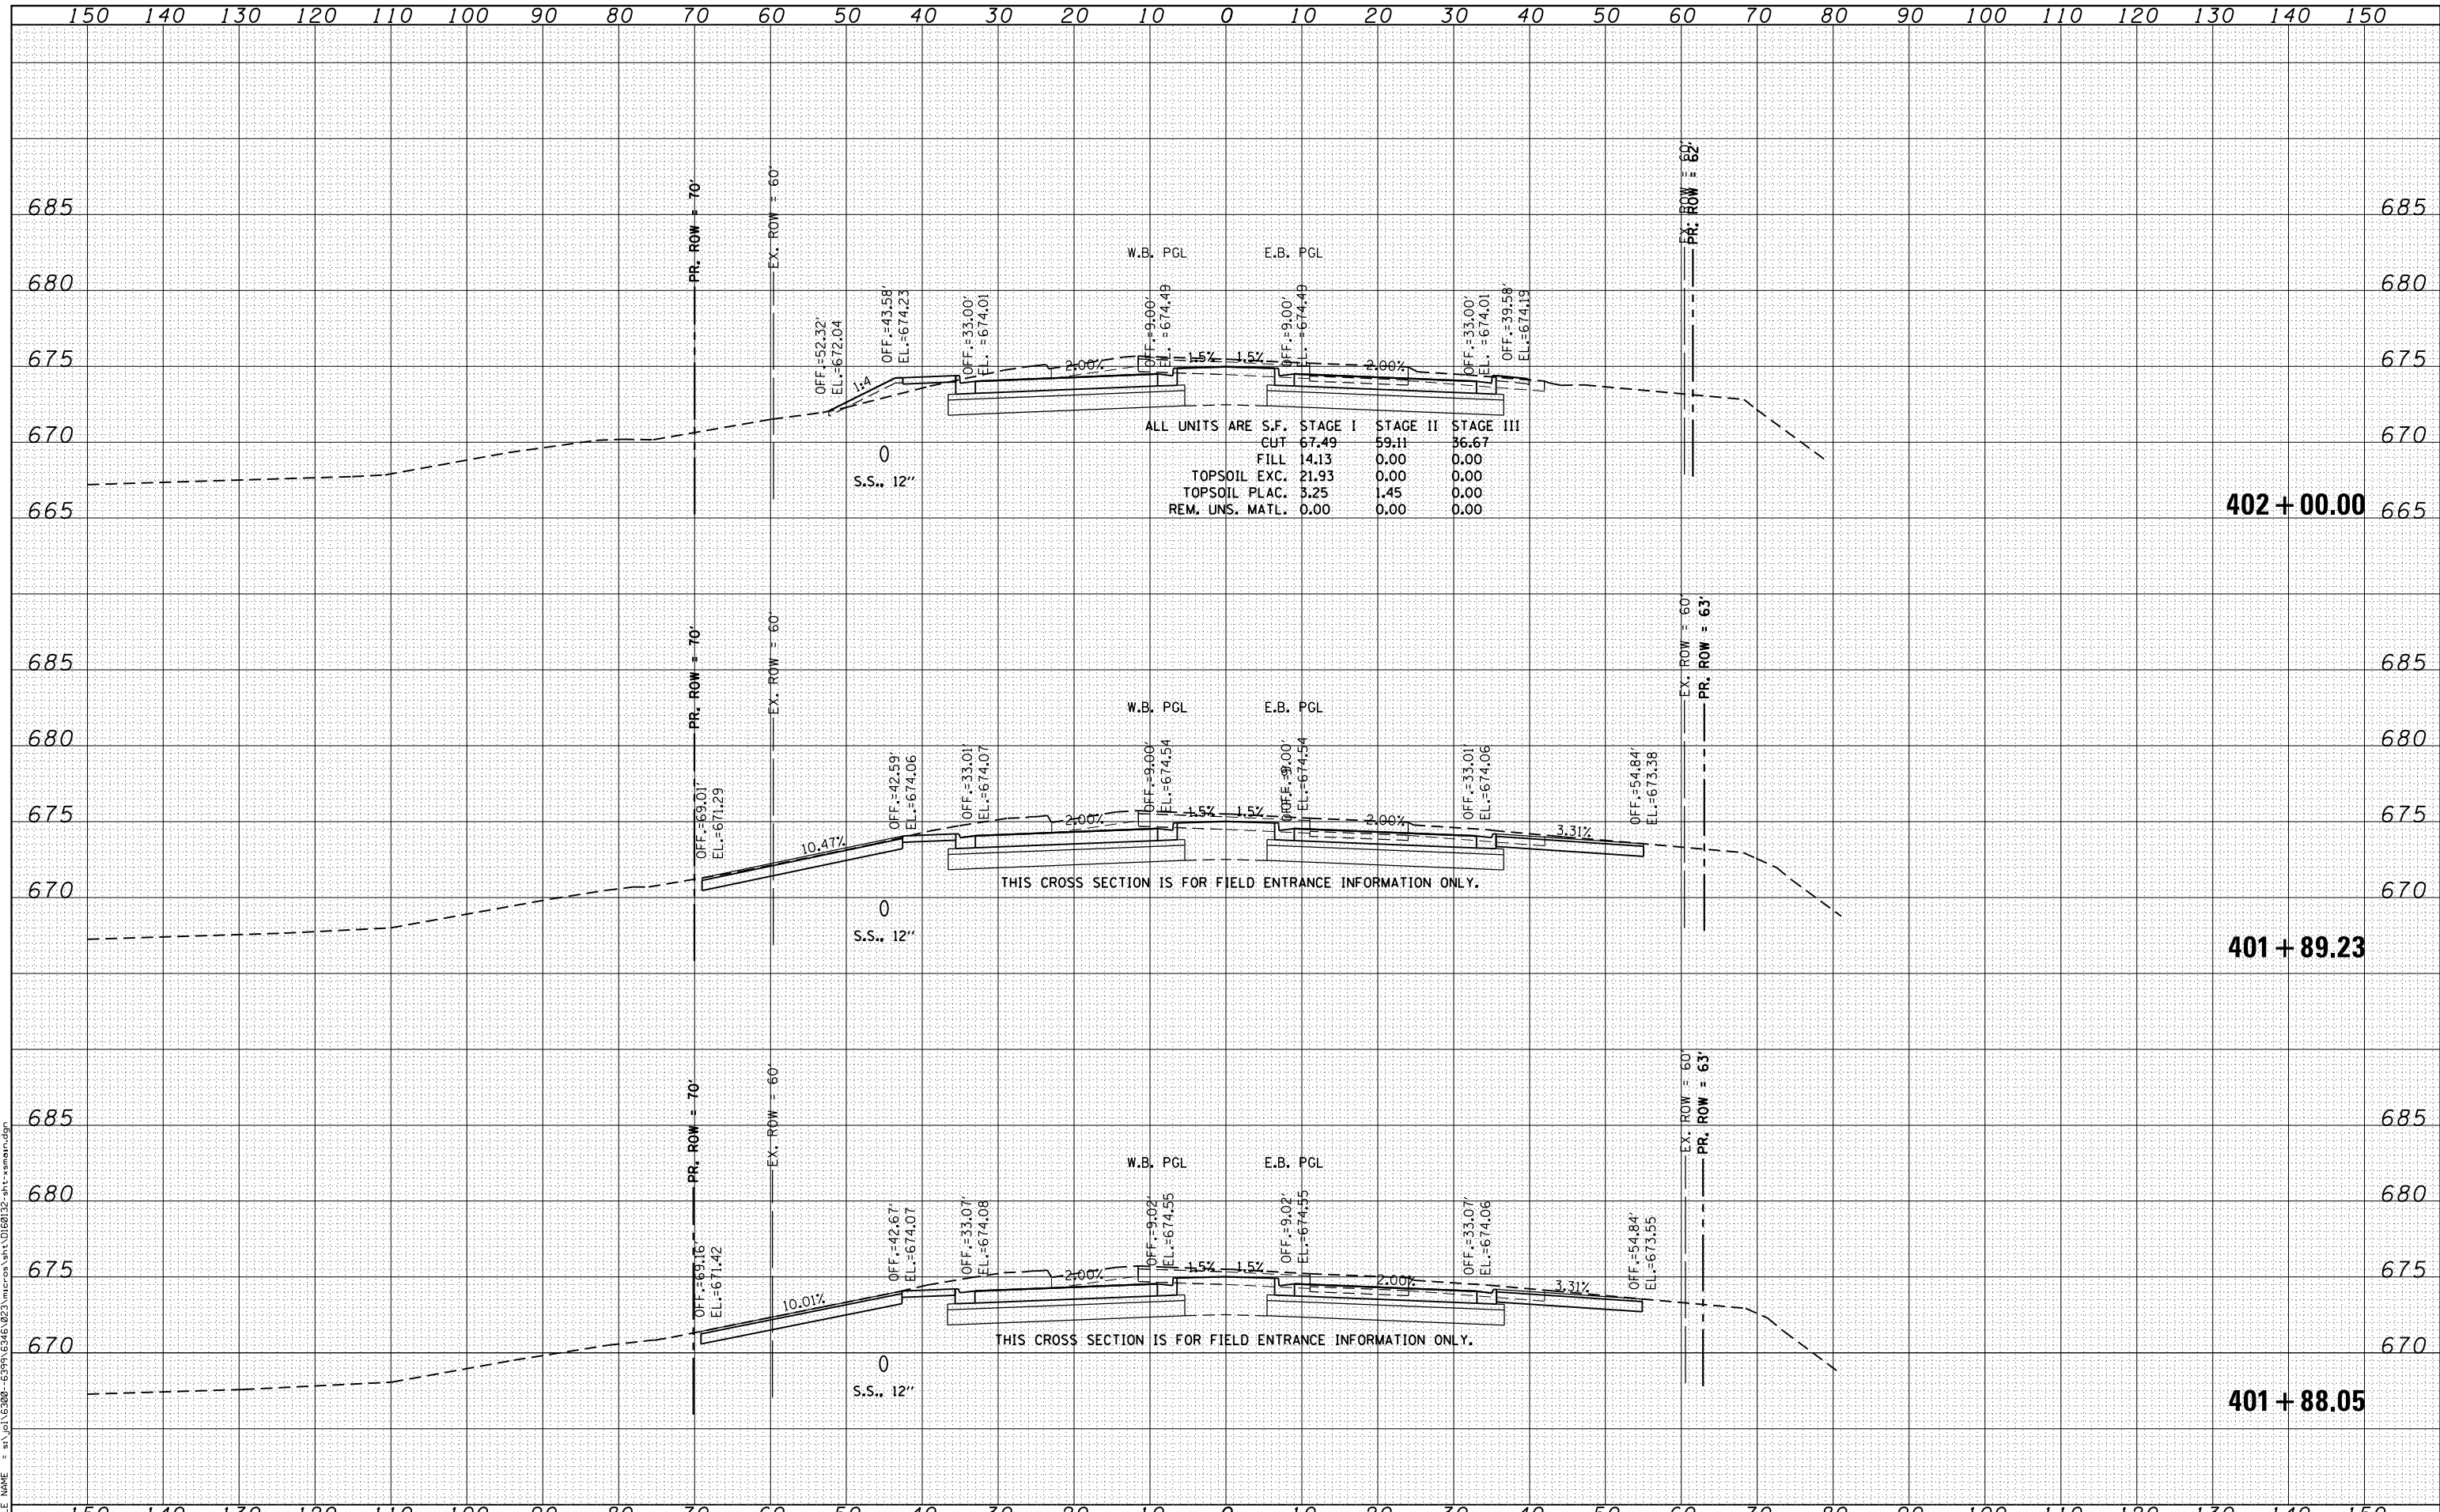 150 140 130 120 110 100 90 80 70 60 50 40 30 20 10 0 10 20 30 40 50 60 70 80 90 100 110 120 130 140 150
685 685
680 680
675 675
670 670
665 665
PR. ROW = 70'
EX. ROW = 60'
EX. ROW = 60'
PR. ROW = 62'
W.B. PGL E.B. PGL
OFF.=52.32'
EL.=672.04
OFF.=43.58'
EL.=674.23
OFF.=33.00'
EL. =674.01
OFF.=9.00'
EL. =674.49
OFF.=9.00'
EL. =674.49
OFF.=33.00'
EL. =674.01
OFF.=39.58'
EL.=674.19
1:4 2.00% 1.5% 1.5% 2.00%
S.S., 12''
ALL UNITS ARE S.F. STAGE I STAGE II STAGE III
CUT 67.49 59.11 36.67
FILL 14.13 0.00 0.00
TOPSOIL EXC. 21.93 0.00 0.00
TOPSOIL PLAC. 3.25 1.45 0.00
REM. UNS. MATL. 0.00 0.00 0.00
402 + 00.00
685 685
680 680
675 675
670 670
PR. ROW = 70'
EX. ROW = 60'
EX. ROW = 60'
PR. ROW = 63'
W.B. PGL E.B. PGL
OFF.=69.01'
EL.=671.29
OFF.=42.59'
EL.=674.06
OFF.=33.01'
EL.=674.07
OFF.=9.00'
EL.=674.54
OFF.=9.00'
EL.=674.54
OFF.=33.01'
EL.=674.06
OFF.=54.84'
EL.=673.38
10.47% 2.00% 1.5% 1.5% 2.00% 3.31%
THIS CROSS SECTION IS FOR FIELD ENTRANCE INFORMATION ONLY.
S.S., 12''
401 + 89.23
685 685
680 680
675 675
670 670
PR. ROW = 70'
EX. ROW = 60'
EX. ROW = 60'
PR. ROW = 63'
W.B. PGL E.B. PGL
OFF.=69.16'
EL.=671.42
OFF.=42.67'
EL.=674.07
OFF.=33.07'
EL.=674.08
OFF.=9.02'
EL.=674.55
OFF.=9.02'
EL.=674.55
OFF.=33.07'
EL.=674.06
OFF.=54.84'
EL.=673.55
10.01% 2.00% 1.5% 1.5% 2.00% 3.31%
THIS CROSS SECTION IS FOR FIELD ENTRANCE INFORMATION ONLY.
S.S., 12''
401 + 88.05
150 140 130 120 110 100 90 80 70 60 50 40 30 20 10 0 10 20 30 40 50 60 70 80 90 100 110 120 130 140 150